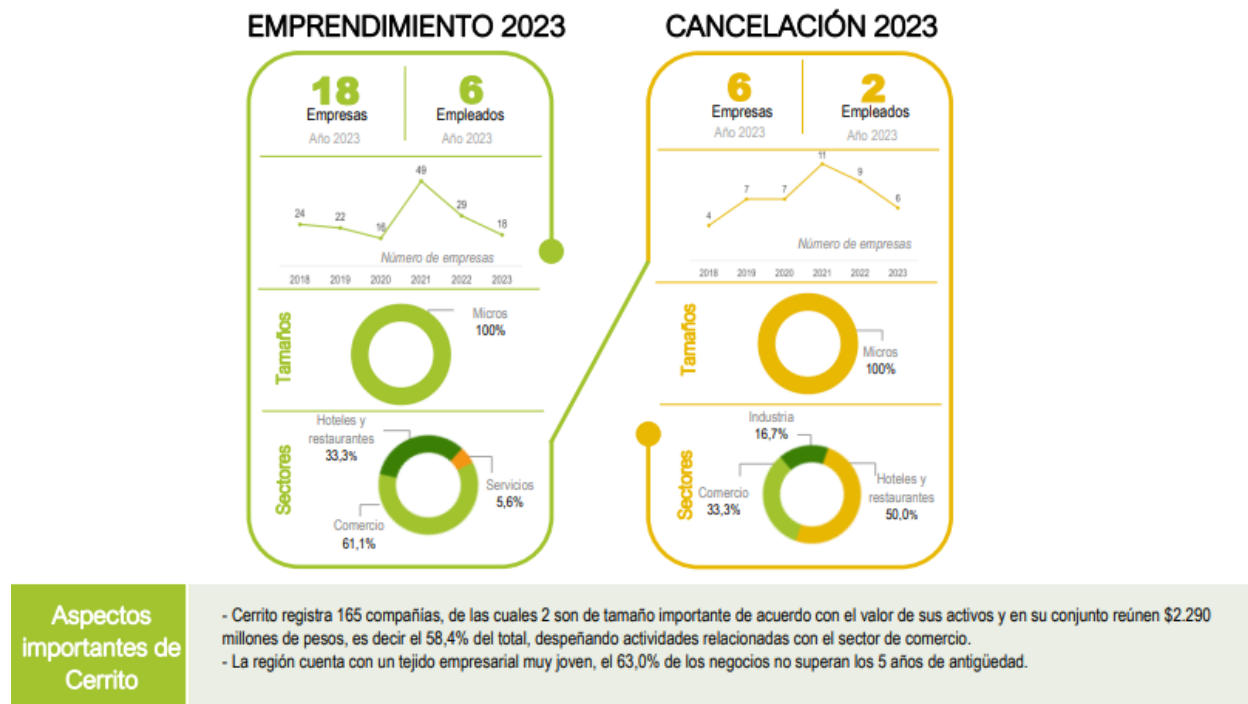 EMPRENDIMIENTO 2023
18
Empresas
Año 2023
6
Empleados
Año 2023
24
22
16
49
29
18
Número de empresas
2018 2019 2020 2021 2022 2023
Tamaños
Micros
100%
Sectores
Hoteles y
restaurantes
33,3%
Servicios
5,6%
Comercio
61,1%
CANCELACIÓN 2023
6
Empresas
Año 2023
2
Empleados
Año 2023
4
7
7
11
9
6
Número de empresas
2018 2019 2020 2021 2022 2023
Tamaños
Micros
100%
Sectores
Industria
16,7%
Comercio
33,3%
Hoteles y
restaurantes
50,0%
Aspectos
importantes de
Cerrito
- Cerrito registra 165 compañías, de las cuales 2 son de tamaño importante de acuerdo con el valor de sus activos y en su conjunto reúnen $2.290
millones de pesos, es decir el 58,4% del total, despeñando actividades relacionadas con el sector de comercio.
- La región cuenta con un tejido empresarial muy joven, el 63,0% de los negocios no superan los 5 años de antigüedad.